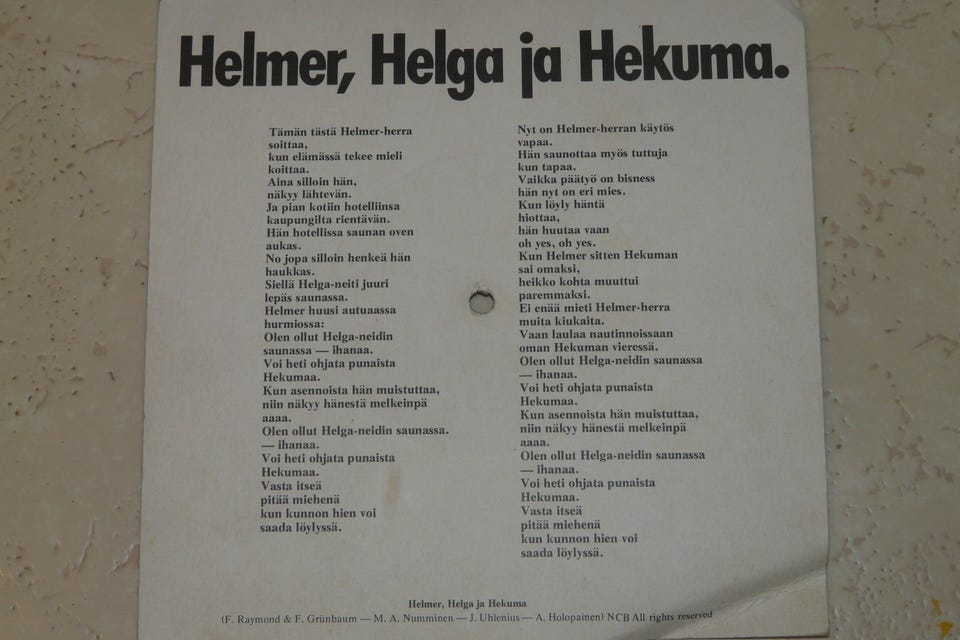 Helmer, Helga ja Hekuma.
Tämän tästä Helmer-herra
soittaa,
kun elämässä tekee mieli
koittaa.
Aina silloin hän,
näkyy lähtevän.
Ja pian kotiin hotelliinsa
kaupungilta rientävän.
Hän hotellissa saunan oven
aukas.
No jopa silloin henkeä hän
haukkas.
Siellä Helga-neiti juuri
lepäs saunassa.
Helmer huusi autuaassa
hurmiossa:
Olen ollut Helga-neidin
saunassa — ihanaa.
Voi heti ohjata punaista
Hekumaa.
Kun asennoista hän muistuttaa,
niin näkyy hänestä melkeinpä
aaaa.
Olen ollut Helga-neidin saunassa.
— ihanaa.
Voi heti ohjata punaista
Hekumaa.
Vasta itseä
pitää miehenä
kun kunnon hien voi
saada löylyssä.
Nyt on Helmer-herran käytös
vapaa.
Hän saunottaa myös tuttuja
kun tapaa.
Vaikka päätyö on bisness
hän nyt on eri mies.
Kun löyly häntä
hiottaa,
hän huutaa vaan
oh yes, oh yes.
Kun Helmer sitten Hekuman
sai omaksi,
heikko kohta muuttui
paremmaksi.
Ei enää mieti Helmer-herra
muita kiukaita.
Vaan laulaa nautinnoissaan
oman Hekuman vieressä.
Olen ollut Helga-neidin saunassa
— ihanaa.
Voi heti ohjata punaista
Hekumaa.
Kun asennoista hän muistuttaa,
niin näkyy hänestä melkeinpä
aaaa.
Olen ollut Helga-neidin saunassa
— ihanaa.
Voi heti ohjata punaista
Hekumaa.
Vasta itseä
pitää miehenä
kun kunnon hien voi
saada löylyssä.
Helmer, Helga ja Hekuma
(F. Raymond & F. Grünbaum — M. A. Numminen — J. Uhlenius — A. Holopainen) NCB All rights reserved